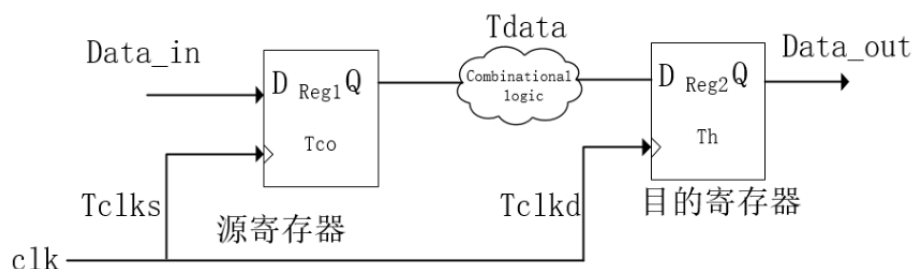 Tdata
Data_in
Data_out
D Reg1 Q
Combinational
logic
D Reg2 Q
Tco
Th
Tclks
源寄存器
Tclkd
目的寄存器
clk